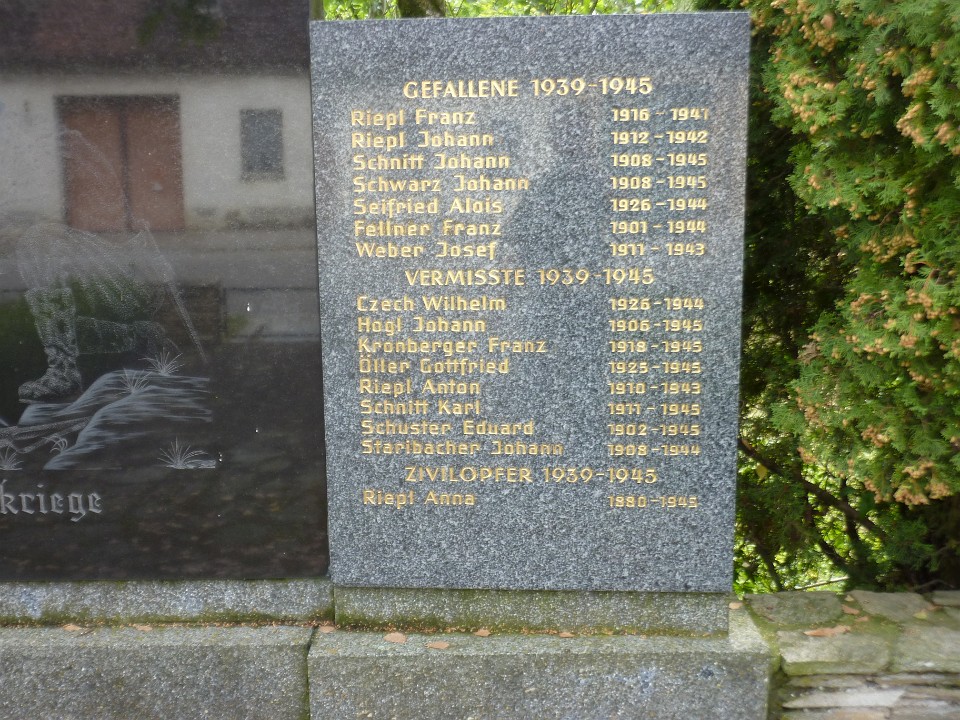 GEFALLENE 1939-1945
Riepl Franz 1916 - 1941
Riepl Johann 1912 - 1942
Schnitt Johann 1908 - 1945
Schwarz Johann 1908 - 1945
Seifried Alois 1926 - 1944
Fellner Franz 1901 - 1944
Weber Josef 1911 - 1943
VERMISSTE 1939-1945
Czech Wilhelm 1926 - 1944
Hogl Johann 1906 - 1945
Kronberger Franz 1918 - 1945
Öller Gottfried 1925 - 1945
Riepl Anton 1910 - 1943
Schnitt Karl 1911 - 1945
Schuster Eduard 1902 - 1945
Staribacher Johann 1908 - 1944
ZIVILOPFER 1939-1945
Riepl Anna 1880 - 1945
kriege